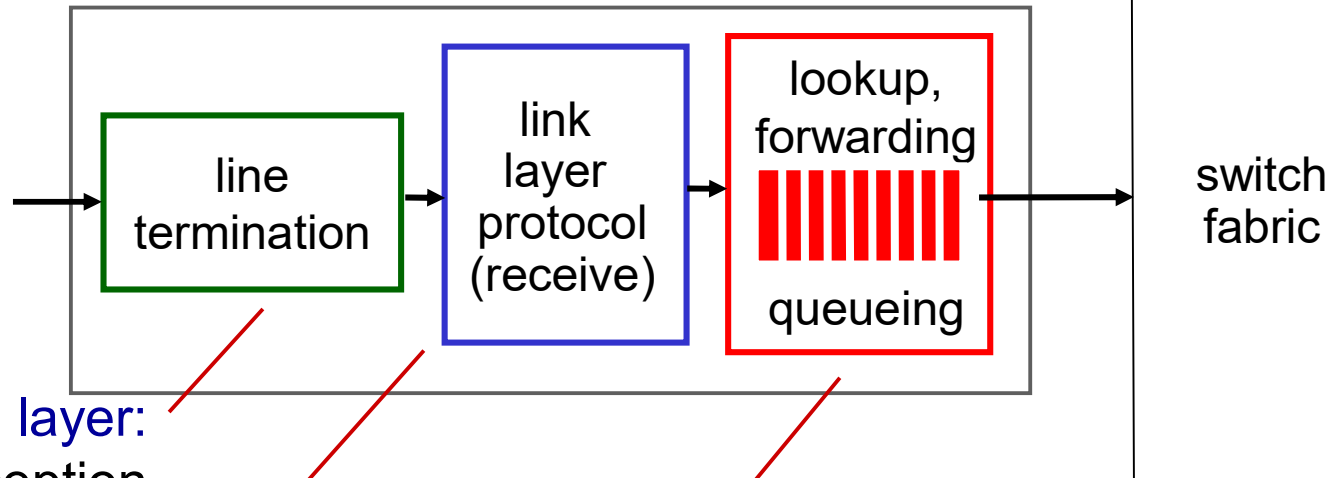 line
termination
link
layer
protocol
(receive)
lookup,
forwarding
queueing
switch
fabric
layer: